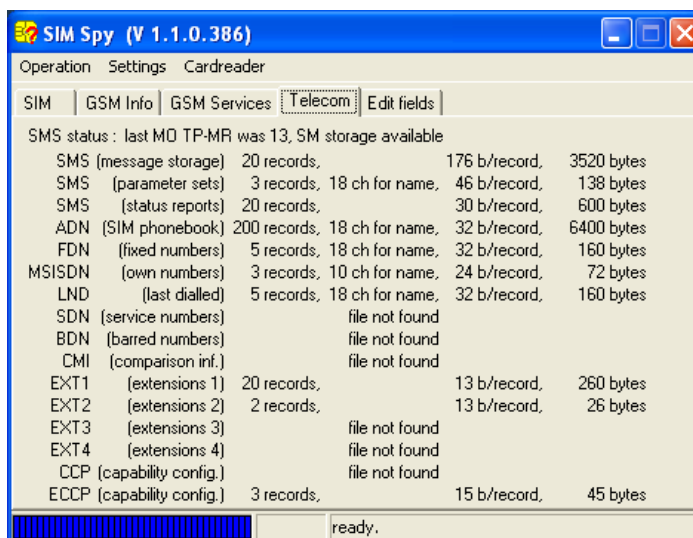 SIM Spy (V 1.1.0.386)
Operation Settings Cardreader
SIM GSM Info GSM Services Telecom Edit fields
SMS status : last MO TP-MR was 13, SM storage available
SMS (message storage) 20 records, 176 b/record, 3520 bytes
SMS (parameter sets) 3 records, 18 ch for name, 46 b/record, 138 bytes
SMS (status reports) 20 records, 30 b/record, 600 bytes
ADN (SIM phonebook) 200 records, 18 ch for name, 32 b/record, 6400 bytes
FDN (fixed numbers) 5 records, 18 ch for name, 32 b/record, 160 bytes
MSISDN (own numbers) 3 records, 10 ch for name, 24 b/record, 72 bytes
LND (last dialled) 5 records, 18 ch for name, 32 b/record, 160 bytes
SDN (service numbers) file not found
BDN (barred numbers) file not found
CMI (comparison inf.) file not found
EXT1 (extensions 1) 20 records, 13 b/record, 260 bytes
EXT2 (extensions 2) 2 records, 13 b/record, 26 bytes
EXT3 (extensions 3) file not found
EXT4 (extensions 4) file not found
CCP (capability config.) file not found
ECCP (capability config.) 3 records, 15 b/record, 45 bytes
ready.